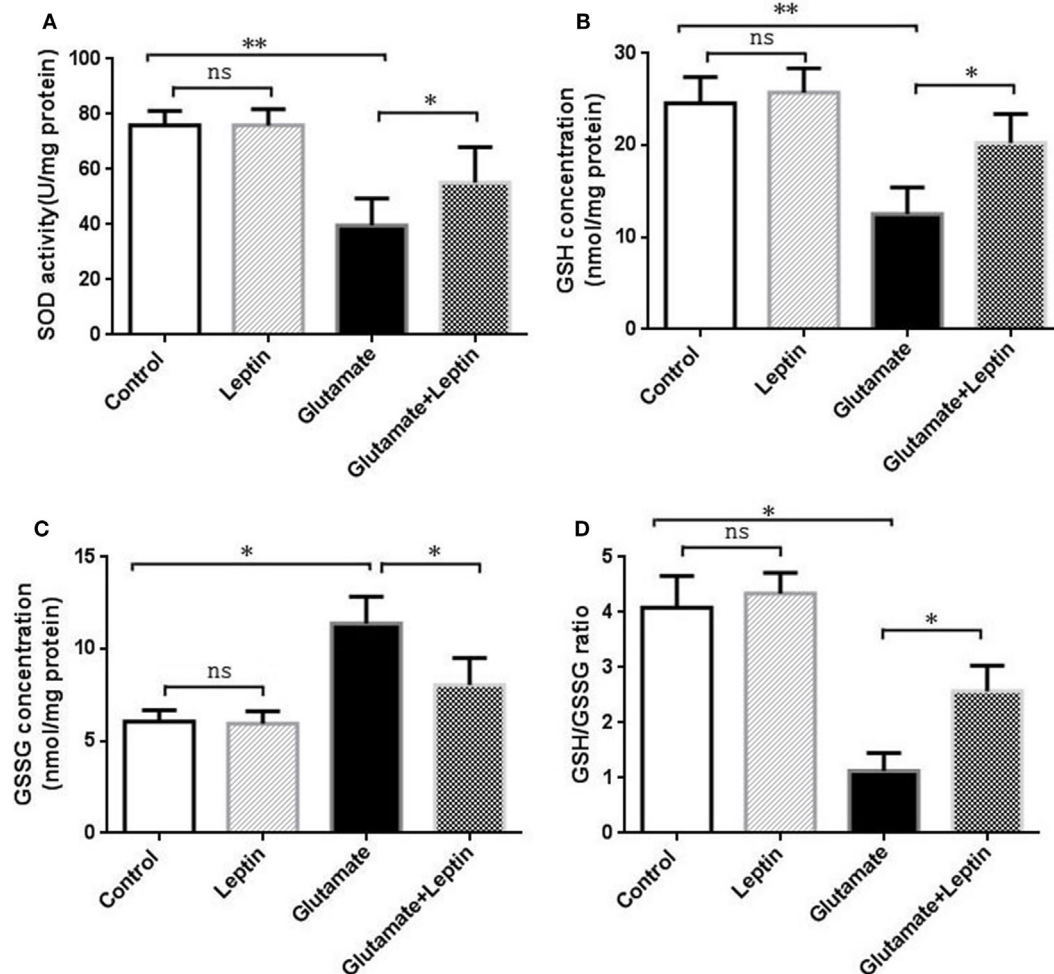 A
SOD activity(U/mg protein)
100
80
60
40
20
0
**
ns
*
Control
Leptin
Glutamate
Glutamate+Leptin
B
GSH concentration
(nmol/mg protein)
30
20
10
0
**
ns
*
Control
Leptin
Glutamate
Glutamate+Leptin
C
GSSG concentration
(nmol/mg protein)
15
10
5
0
*
*
ns
Control
Leptin
Glutamate
Glutamate+Leptin
D
GSH/GSSG ratio
5
4
3
2
1
0
*
ns
*
Control
Leptin
Glutamate
Glutamate+Leptin